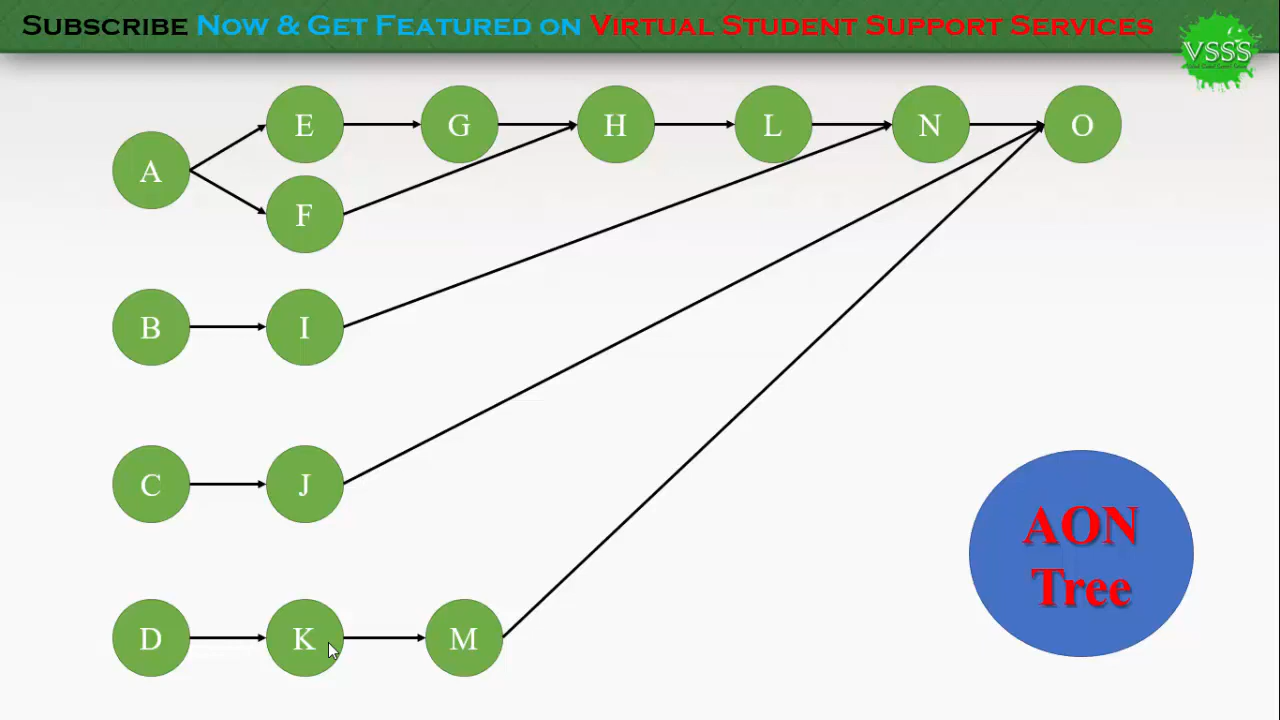 Subscribe Now & Get Featured on Virtual Student Support Services
VSSS
E G H L N O
A
F
B I
C J
AON
Tree
D K M